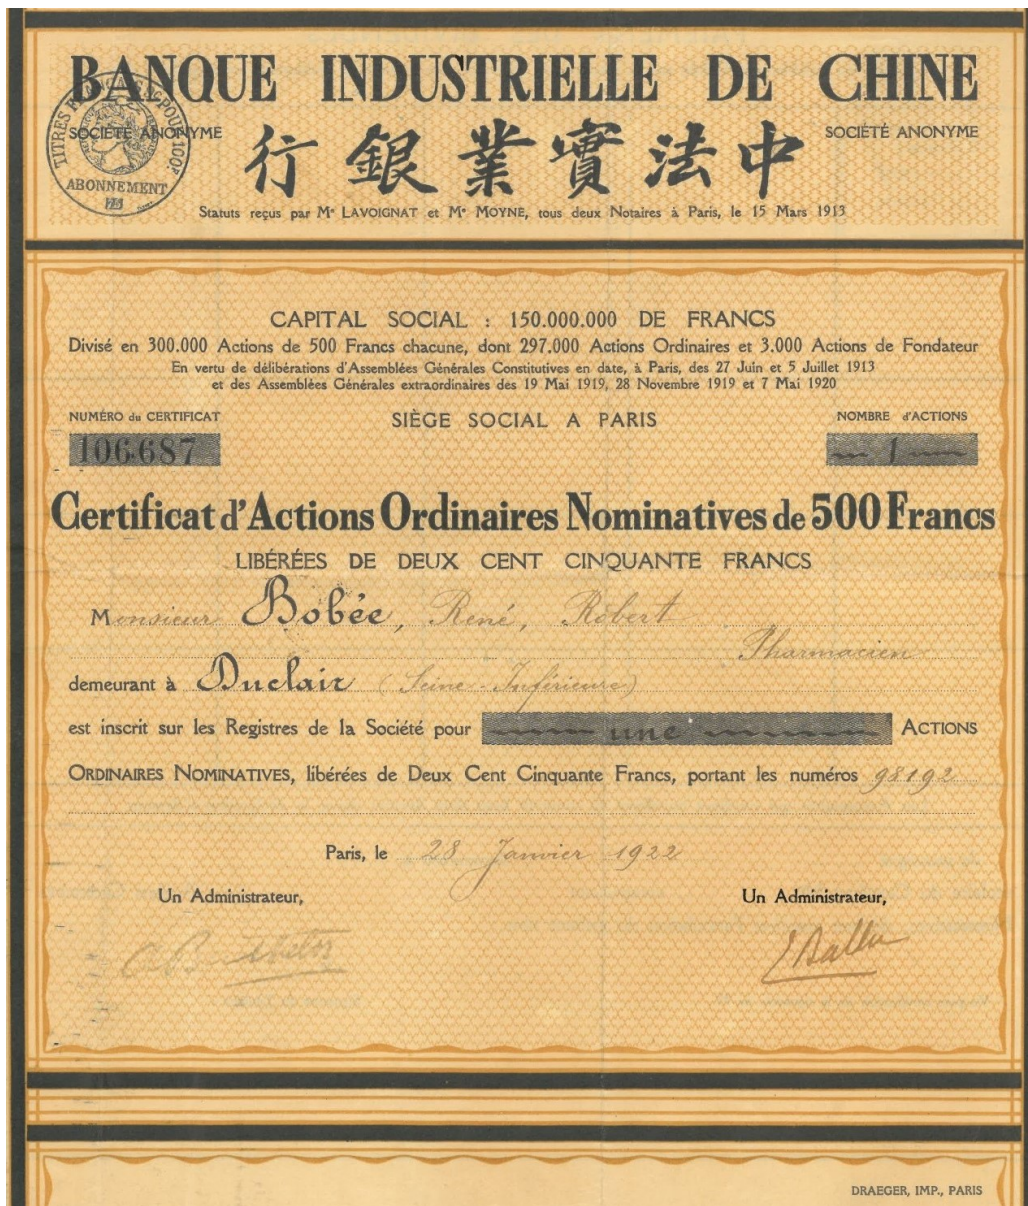 BANQUE INDUSTRIELLE DE CHINE
TITRES POUR 100F
ABONNEMENT
SOCIÉTÉ ANONYME
行銀業實法中
SOCIÉTÉ ANONYME
Statuts reçus par Me LAVOIGNAT et Me MOYNE, tous deux Notaires à Paris, le 15 Mars 1913
CAPITAL SOCIAL : 150.000.000 DE FRANCS
Divisé en 300.000 Actions de 500 Francs chacune, dont 297.000 Actions Ordinaires et 3.000 Actions de Fondateur
En vertu de délibérations d'Assemblées Générales Constitutives en date, à Paris, des 27 Juin et 5 Juillet 1913
et des Assemblées Générales extraordinaires des 19 Mai 1919, 28 Novembre 1919 et 7 Mai 1920
NUMÉRO du CERTIFICAT
106.687
SIÈGE SOCIAL A PARIS
NOMBRE d'ACTIONS
1
Certificat d'Actions Ordinaires Nominatives de 500 Francs
LIBÉRÉES DE DEUX CENT CINQUANTE FRANCS
Monsieur Bobée, René, Robert
Pharmacien
demeurant à Duclair (Seine-Inférieure)
est inscrit sur les Registres de la Société pour une ACTIONS
ORDINAIRES NOMINATIVES, libérées de Deux Cent Cinquante Francs, portant les numéros 98192
Paris, le 28 Janvier 1922
Un Administrateur,
Un Administrateur,
DRAEGER, IMP., PARIS